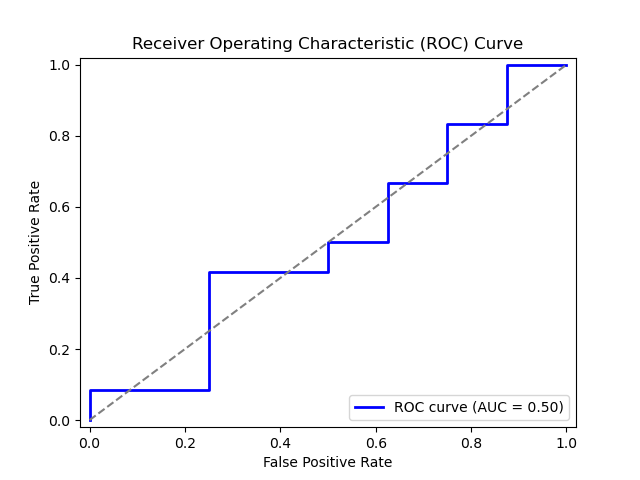 Receiver Operating Characteristic (ROC) Curve
1.0
0.8
0.6
0.4
0.2
0.0
True Positive Rate
ROC curve (AUC = 0.50)
0.0 0.2 0.4 0.6 0.8 1.0
False Positive Rate